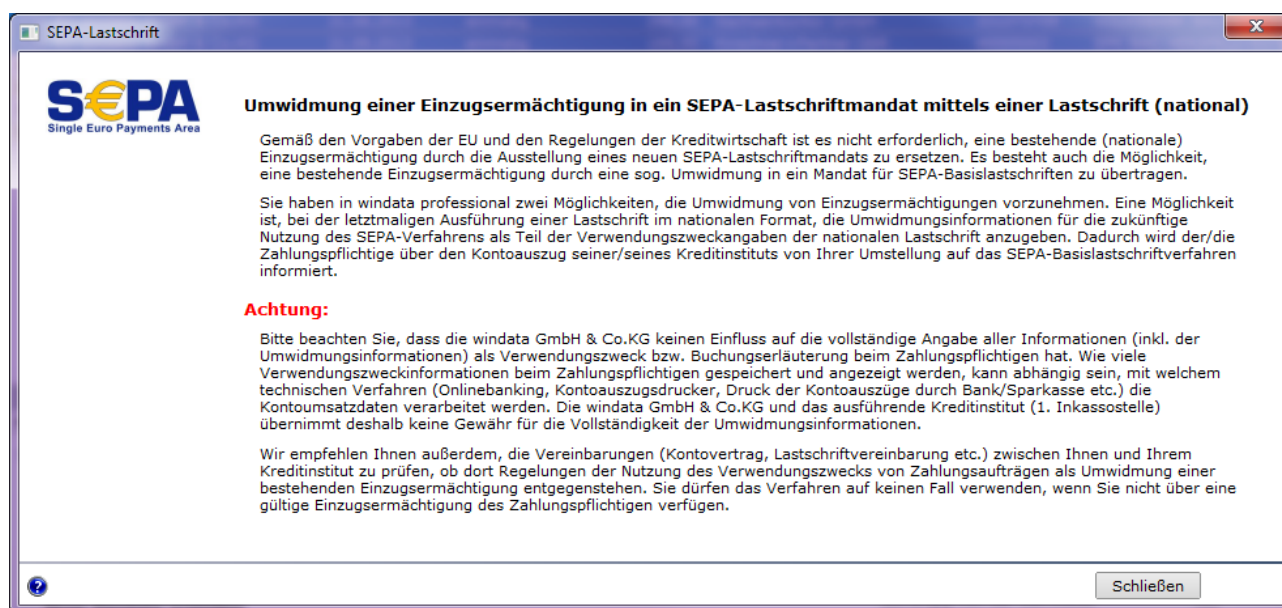 SEPA-Lastschrift
x
S€PA
Single Euro Payments Area
Umwidmung einer Einzugsermächtigung in ein SEPA-Lastschriftmandat mittels einer Lastschrift (national)
Gemäß den Vorgaben der EU und den Regelungen der Kreditwirtschaft ist es nicht erforderlich, eine bestehende (nationale)
Einzugsermächtigung durch die Ausstellung eines neuen SEPA-Lastschriftmandats zu ersetzen. Es besteht auch die Möglichkeit,
eine bestehende Einzugsermächtigung durch eine sog. Umwidmung in ein Mandat für SEPA-Basislastschriften zu übertragen.
Sie haben in windata professional zwei Möglichkeiten, die Umwidmung von Einzugsermächtigungen vorzunehmen. Eine Möglichkeit
ist, bei der letztmaligen Ausführung einer Lastschrift im nationalen Format, die Umwidmungsinformationen für die zukünftige
Nutzung des SEPA-Verfahrens als Teil der Verwendungszweckangaben der nationalen Lastschrift anzugeben. Dadurch wird der/die
Zahlungspflichtige über den Kontoauszug seiner/seines Kreditinstituts von Ihrer Umstellung auf das SEPA-Basislastschriftverfahren
informiert.
Achtung:
Bitte beachten Sie, dass die windata GmbH & Co.KG keinen Einfluss auf die vollständige Angabe aller Informationen (inkl. der
Umwidmungsinformationen) als Verwendungszweck bzw. Buchungserläuterung beim Zahlungspflichtigen hat. Wie viele
Verwendungszweckinformationen beim Zahlungspflichtigen gespeichert und angezeigt werden, kann abhängig sein, mit welchem
technischen Verfahren (Onlinebanking, Kontoauszugsdrucker, Druck der Kontoauszüge durch Bank/Sparkasse etc.) die
Kontoumsatzdaten verarbeitet werden. Die windata GmbH & Co.KG und das ausführende Kreditinstitut (1. Inkassostelle)
übernimmt deshalb keine Gewähr für die Vollständigkeit der Umwidmungsinformationen.
Wir empfehlen Ihnen außerdem, die Vereinbarungen (Kontovertrag, Lastschriftvereinbarung etc.) zwischen Ihnen und Ihrem
Kreditinstitut zu prüfen, ob dort Regelungen der Nutzung des Verwendungszwecks von Zahlungsaufträgen als Umwidmung einer
bestehenden Einzugsermächtigung entgegenstehen. Sie dürfen das Verfahren auf keinen Fall verwenden, wenn Sie nicht über eine
gültige Einzugsermächtigung des Zahlungspflichtigen verfügen.
?
Schließen